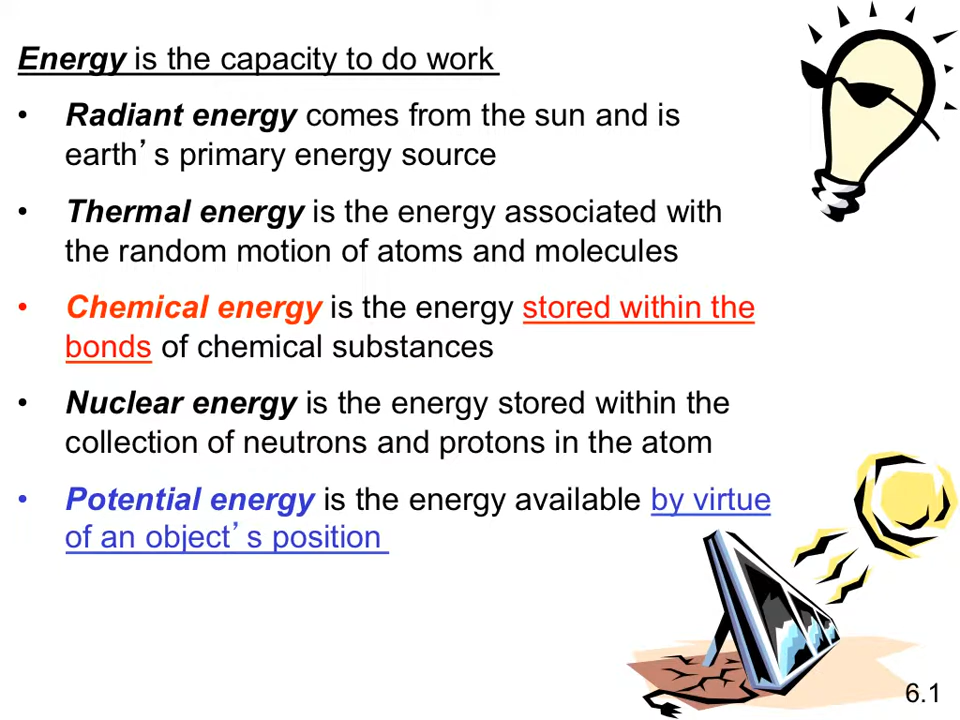 Energy is the capacity to do work
• Radiant energy comes from the sun and is
earth’s primary energy source
• Thermal energy is the energy associated with
the random motion of atoms and molecules
• Chemical energy is the energy stored within the
bonds of chemical substances
• Nuclear energy is the energy stored within the
collection of neutrons and protons in the atom
• Potential energy is the energy available by virtue
of an object’s position
6.1